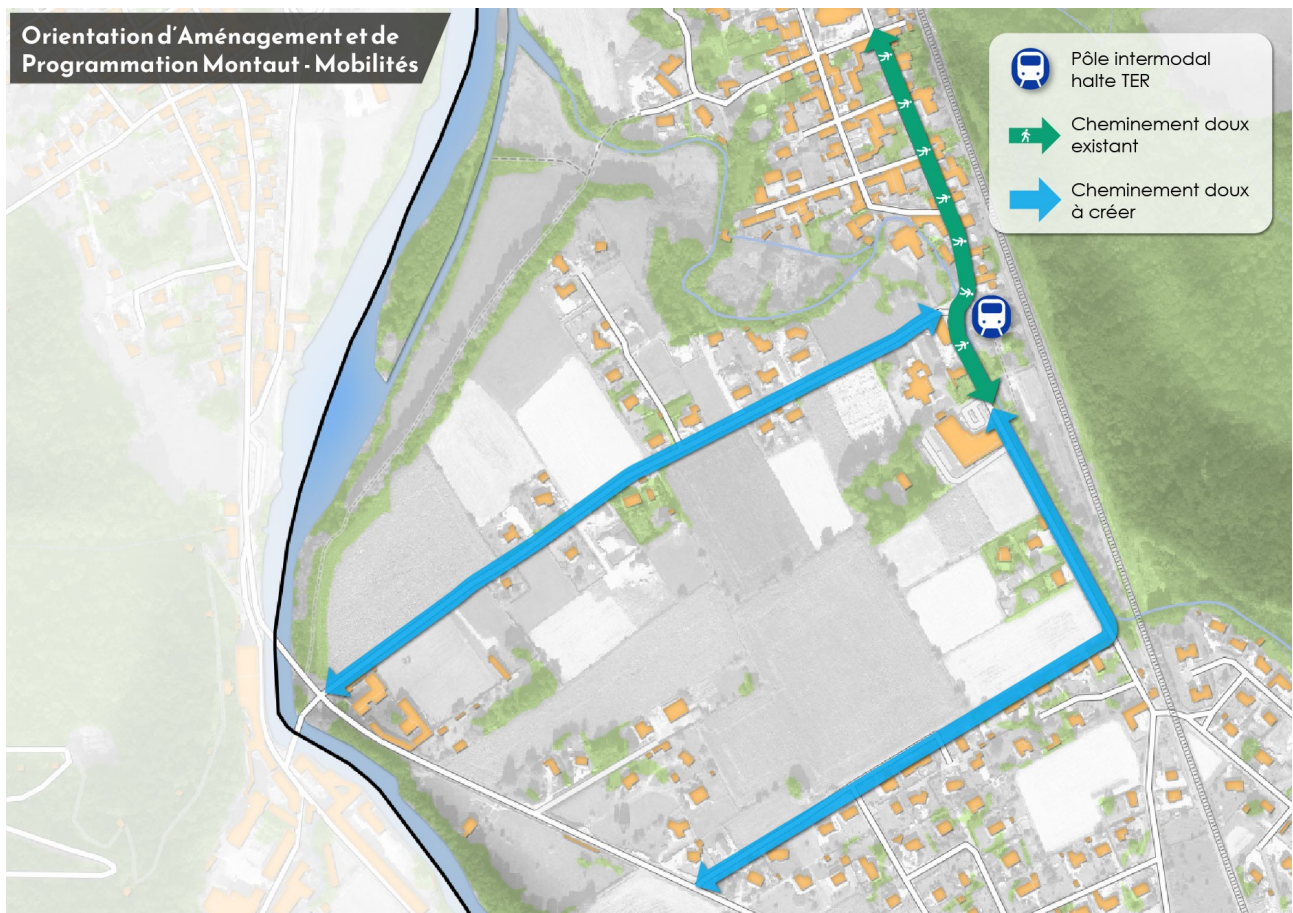 Orientation d'Aménagement et de
Programmation Montaut - Mobilités
Pôle intermodal
halte TER
Cheminement doux
existant
Cheminement doux
à créer